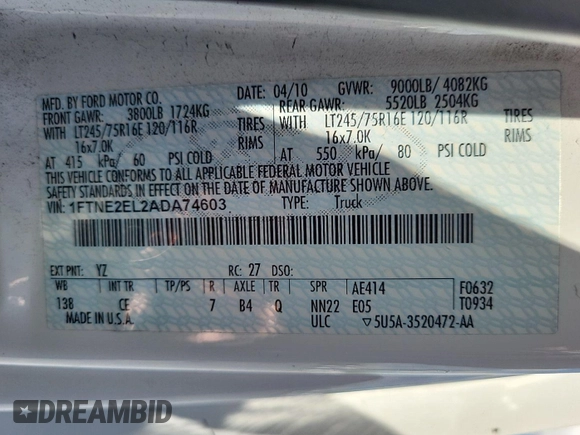 MFD. BY FORD MOTOR CO.
DATE: 04/10 GVWR: 9000LB/ 4082KG
FRONT GAWR: 3800LB 1724KG
REAR GAWR: 5520LB 2504KG
WITH LT245/75R16E 120/116R TIRES
WITH LT245/75R16E 120/116R TIRES
16x7.0K RIMS
16x7.0K RIMS
AT 415 kPa/ 60 PSI COLD
AT 550 kPa/ 80 PSI COLD
THIS VEHICLE CONFORMS TO ALL APPLICABLE FEDERAL MOTOR VEHICLE
SAFETY STANDARDS IN EFFECT ON THE DATE OF MANUFACTURE SHOWN ABOVE.
VIN: 1FTNE2EL2ADA74603
TYPE: Truck
EXT PNT: YZ RC: 27 DSO:
WB INT TR TP/PS R AXLE TR SPR AE414 F0632
138 CE 7 B4 Q NN22 E05 T0934
MADE IN U.S.A. ULC 5U5A-3520472-AA
DREAMBID